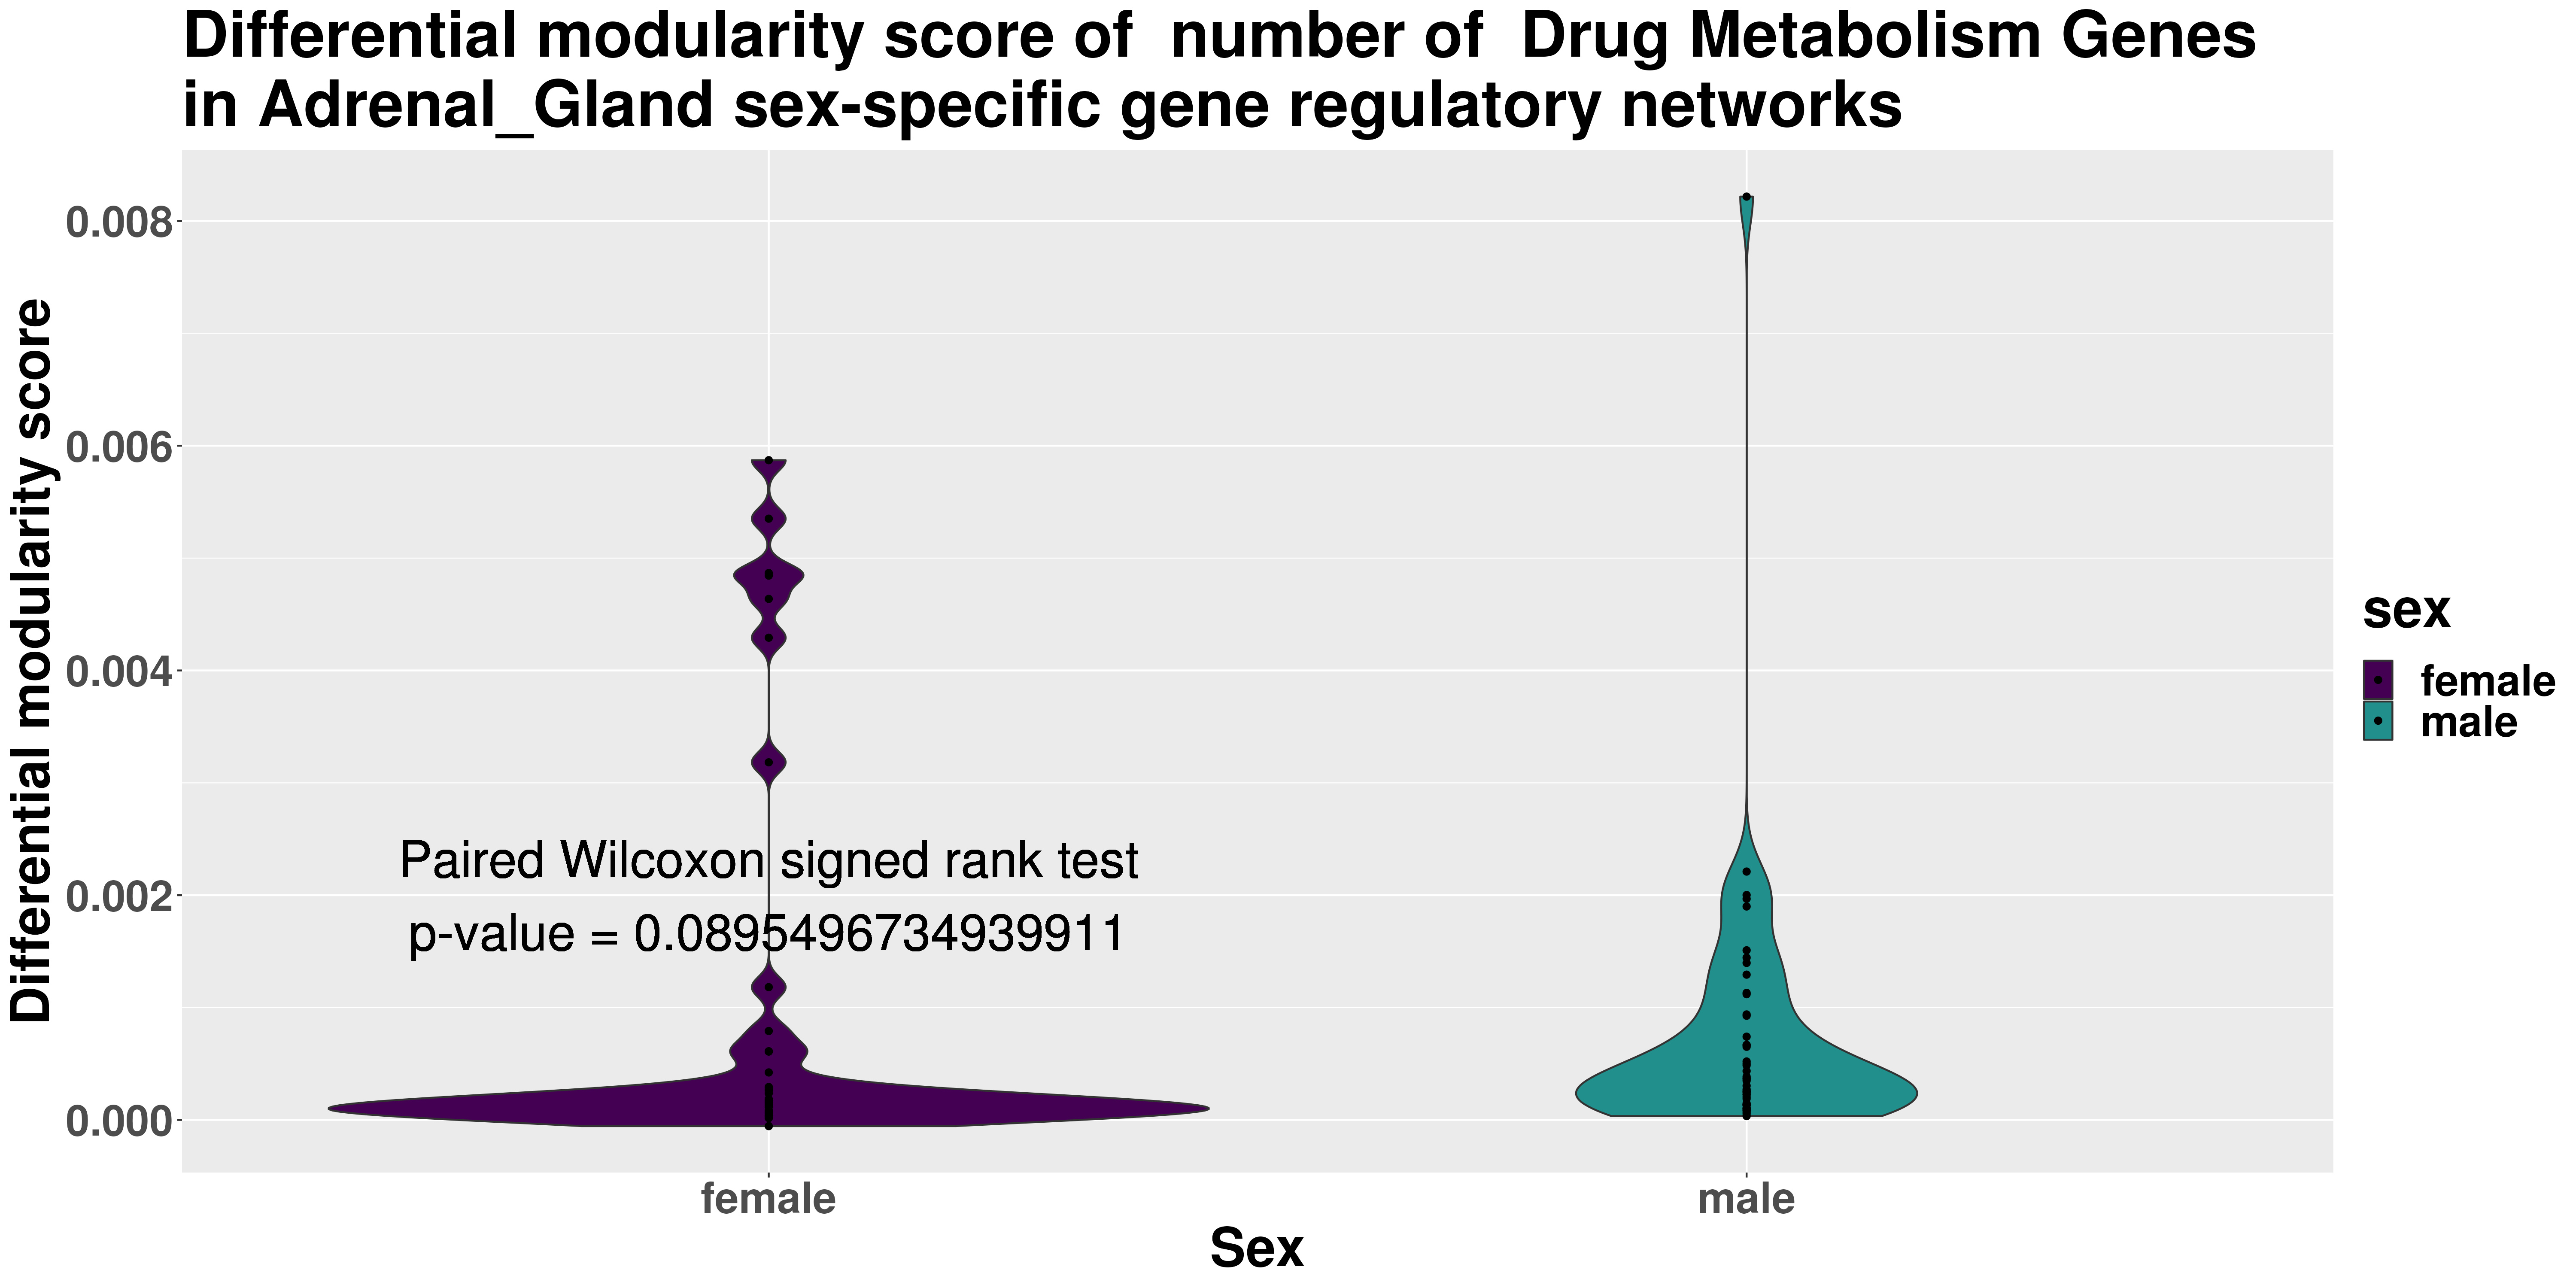 Differential modularity score of  number of  Drug Metabolism Genes
in Adrenal_Gland sex-specific gene regulatory networks
Differential modularity score
0.008
0.006
0.004
0.002
0.000
Paired Wilcoxon signed rank test
p-value = 0.0895496734939911
female
male
Sex
sex
female
male